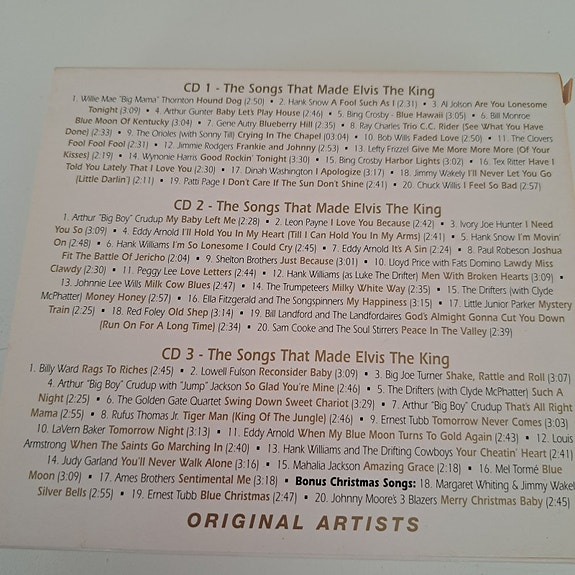 CD 1 - The Songs That Made Elvis The King
1. Willie Mae "Big Mama" Thornton Hound Dog (2:50) • 2. Hank Snow A Fool Such As I (2:31) • 3. Al Jolson Are You Lonesome
Tonight (3:09) • 4. Arthur Gunter Baby Let's Play House (2:46) • 5. Bing Crosby - Blue Hawaii (3:05) • 6. Bill Monroe
Blue Moon Of Kentucky (3:04) • 7. Gene Autry Blueberry Hill (2:35) • 8. Ray Charles Trio C.C. Rider (See What You Have
Done) (2:33) • 9. The Orioles (with Sonny Till) Crying In The Chapel (03:04) • 10. Bob Wills Faded Love (2:50) • 11. The Clovers
Fool Fool Fool (2:31) • 12. Jimmie Rodgers Frankie and Johnny (2:53) • 13. Lefty Frizzel Give Me More More More (Of Your
Kisses) (2:19) • 14. Wynonie Harris Good Rockin' Tonight (3:30) • 15. Bing Crosby Harbor Lights (3:02) • 16. Tex Ritter Have I
Told You Lately That I Love You (2:30) • 17. Dinah Washington I Apologize (3:17) • 18. Jimmy Wakely I'll Never Let You Go
(Little Darlin') (2:11) • 19. Patti Page I Don't Care If The Sun Don't Shine (2:41) • 20. Chuck Willis I Feel So Bad (2:57)
CD 2 - The Songs That Made Elvis The King
1. Arthur "Big Boy" Crudup My Baby Left Me (2:28) • 2. Leon Payne I Love You Because (2:42) • 3. Ivory Joe Hunter I Need
You So (3:09) • 4. Eddy Arnold I'll Hold You In My Heart (Till I Can Hold You In My Arms) (2:41) • 5. Hank Snow I'm Movin'
On (2:48) • 6. Hank Williams I'm So Lonesome I Could Cry (2:45) • 7. Eddy Arnold It's A Sin (2:24) • 8. Paul Robeson Joshua
Fit The Battle Of Jericho (2:04) • 9. Shelton Brothers Just Because (3:01) • 10. Lloyd Price with Fats Domino Lawdy Miss
Clawdy (2:30) • 11. Peggy Lee Love Letters (2:44) • 12. Hank Williams (as Luke The Drifter) Men With Broken Hearts (3:09) •
13. Johnnie Lee Wills Milk Cow Blues (2:47) • 14. The Trumpeteers Milky White Way (2:35) • 15. The Drifters (with Clyde
McPhatter) Money Honey (2:57) • 16. Ella Fitzgerald and The Songspinners My Happiness (3:15) • 17. Little Junior Parker Mystery
Train (2:25) • 18. Red Foley Old Shep (3:14) • 19. Bill Landford and The Landfordaires God's Almight Gonna Cut You Down
(Run On For A Long Time) (2:34) • 20. Sam Cooke and The Soul Stirrers Peace In The Valley (2:39)
CD 3 - The Songs That Made Elvis The King
1. Billy Ward Rags To Riches (2:45) • 2. Lowell Fulson Reconsider Baby (3:09) • 3. Big Joe Turner Shake, Rattle and Roll (3:07)
• 4. Arthur "Big Boy" Crudup with "Jump" Jackson So Glad You're Mine (2:46) • 5. The Drifters (with Clyde McPhatter) Such A
Night (2:25) • 6. The Golden Gate Quartet Swing Down Sweet Chariot (3:29) • 7. Arthur "Big Boy" Crudup That's All Right
Mama (2:55) • 8. Rufus Thomas Jr. Tiger Man (King Of The Jungle) (2:46) • 9. Ernest Tubb Tomorrow Never Comes (3:03)
10. LaVern Baker Tomorrow Night (3:13) • 11. Eddy Arnold When My Blue Moon Turns To Gold Again (2:43) • 12. Louis
Armstrong When The Saints Go Marching In (2:40) • 13. Hank Williams and The Drifting Cowboys Your Cheatin' Heart (2:41)
14. Judy Garland You'll Never Walk Alone (3:16) • 15. Mahalia Jackson Amazing Grace (2:18) • 16. Mel Tormé Blue
Moon (3:09) • 17. Ames Brothers Sentimental Me (3:18) • Bonus Christmas Songs: 18. Margaret Whiting & Jimmy Wakel
Silver Bells (2:55) • 19. Ernest Tubb Blue Christmas (2:47) • 20. Johnny Moore's 3 Blazers Merry Christmas Baby (2:45)
ORIGINAL ARTISTS